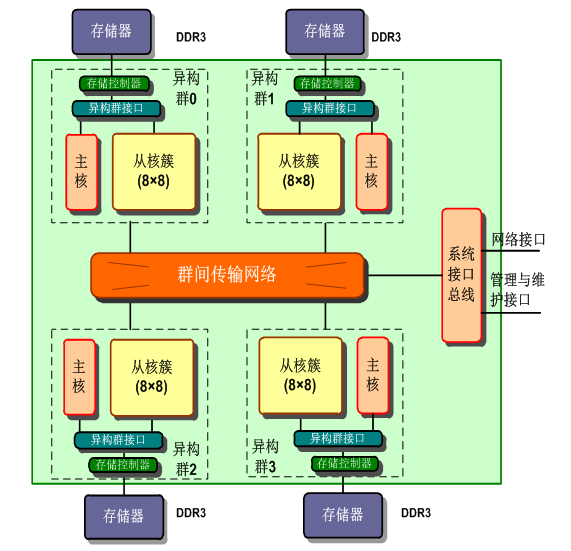 存储器
DDR3
存储器
DDR3
存储控制器
异构
群0
异构群接口
主
核
从核簇
(8×8)
异构
群1
存储控制器
异构群接口
从核簇
(8×8)
主
核
群间传输网络
系统
接口
总线
网络接口
管理与维
护接口
主
核
从核簇
(8×8)
异构群接口
存储控制器
异构
群2
从核簇
(8×8)
主
核
异构群接口
存储控制器
异构
群3
存储器
DDR3
存储器
DDR3